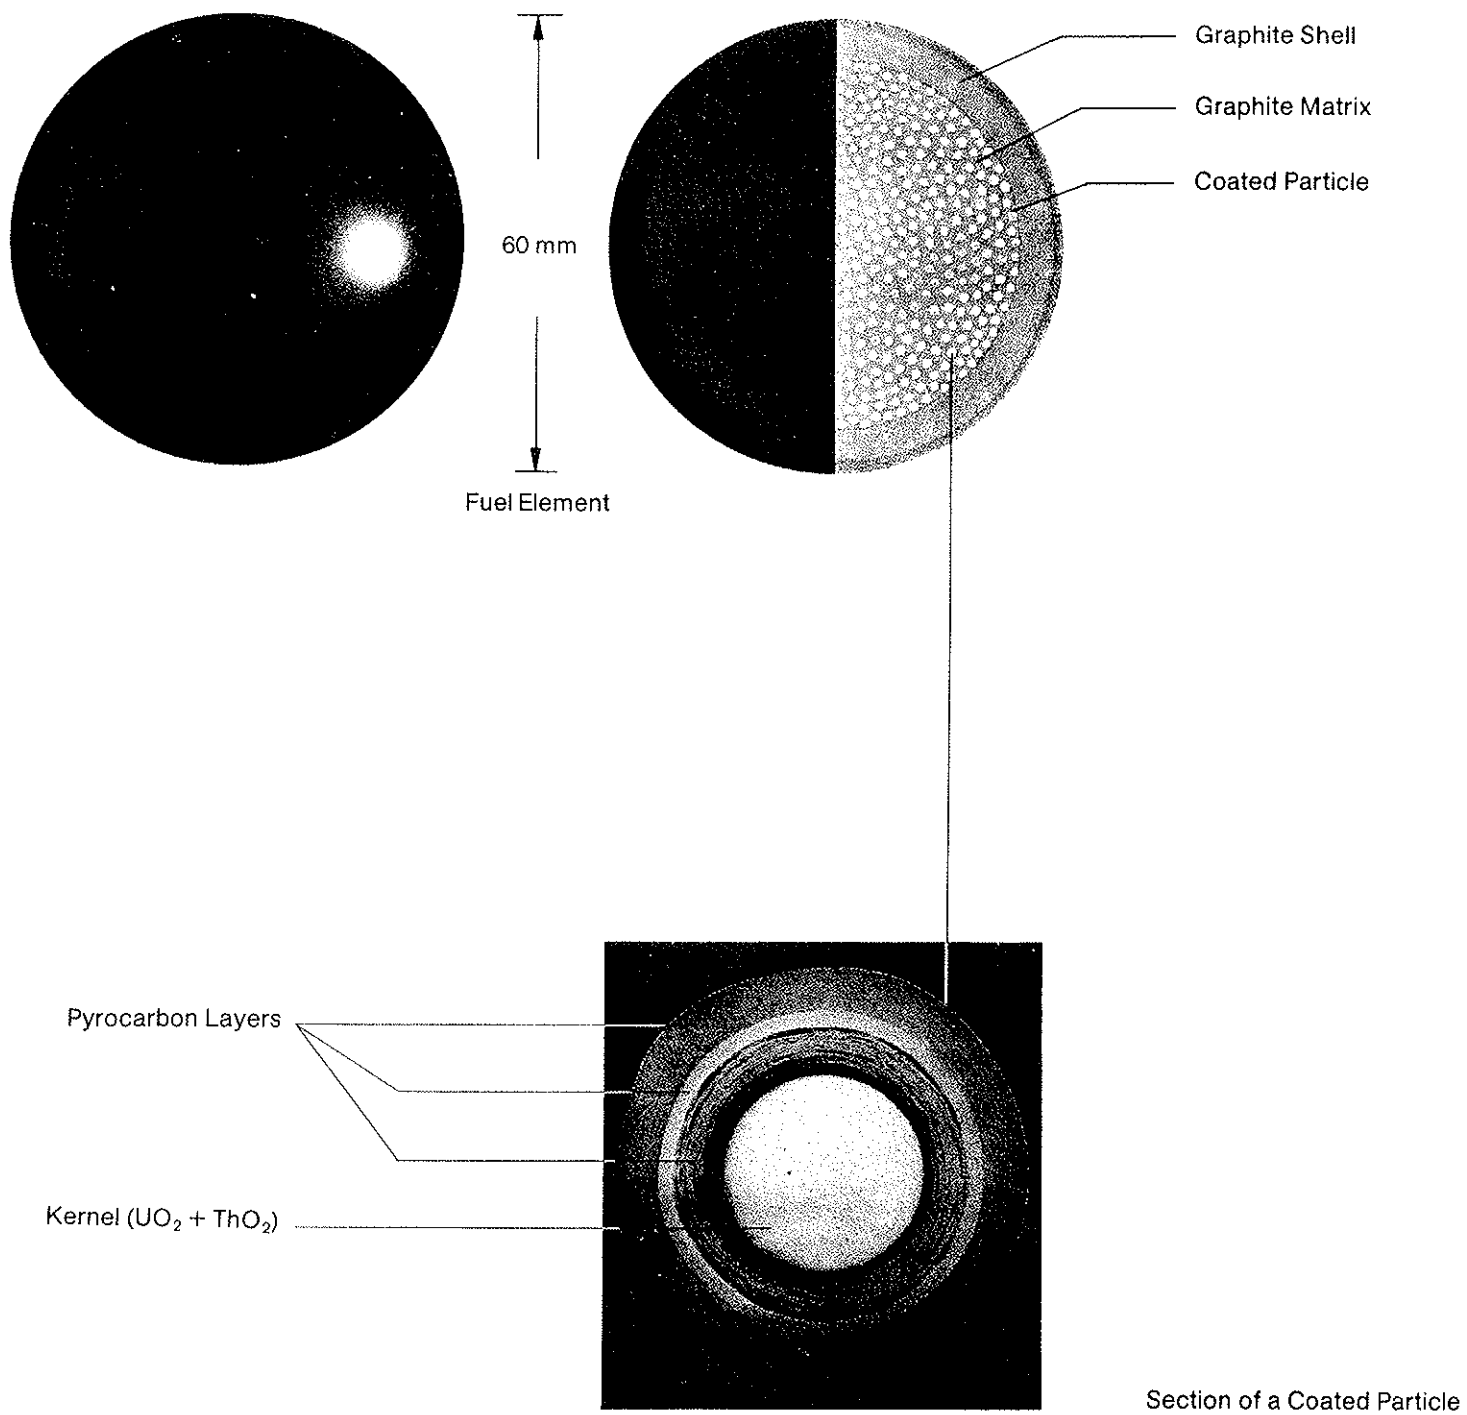 Graphite Shell
Graphite Matrix
Coated Particle
60 mm
Fuel Element
Pyrocarbon Layers
Kernel (UO₂ + ThO₂)
Section of a Coated Particle